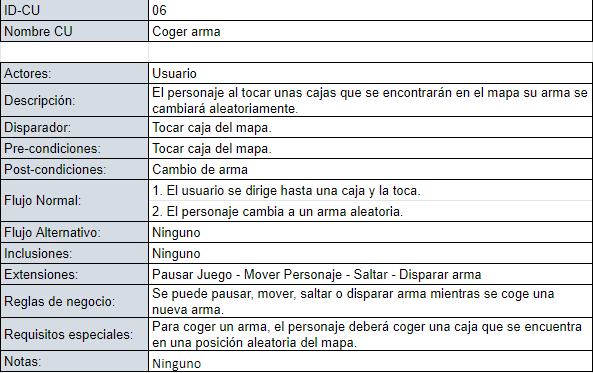 ID-CU 06
Nombre CU Coger arma
Actores: Usuario
Descripción: El personaje al tocar unas cajas que se encontrarán en el mapa su arma se
cambiará aleatoriamente.
Disparador: Tocar caja del mapa.
Pre-condiciones: Tocar caja del mapa.
Post-condiciones: Cambio de arma
Flujo Normal: 1. El usuario se dirige hasta una caja y la toca.
2. El personaje cambia a un arma aleatoria.
Flujo Alternativo: Ninguno
Inclusiones: Ninguno
Extensiones: Pausar Juego - Mover Personaje - Saltar - Disparar arma
Reglas de negocio: Se puede pausar, mover, saltar o disparar arma mientras se coge una
nueva arma.
Requisitos especiales: Para coger un arma, el personaje deberá coger una caja que se encuentra
en una posición aleatoria del mapa.
Notas: Ninguno